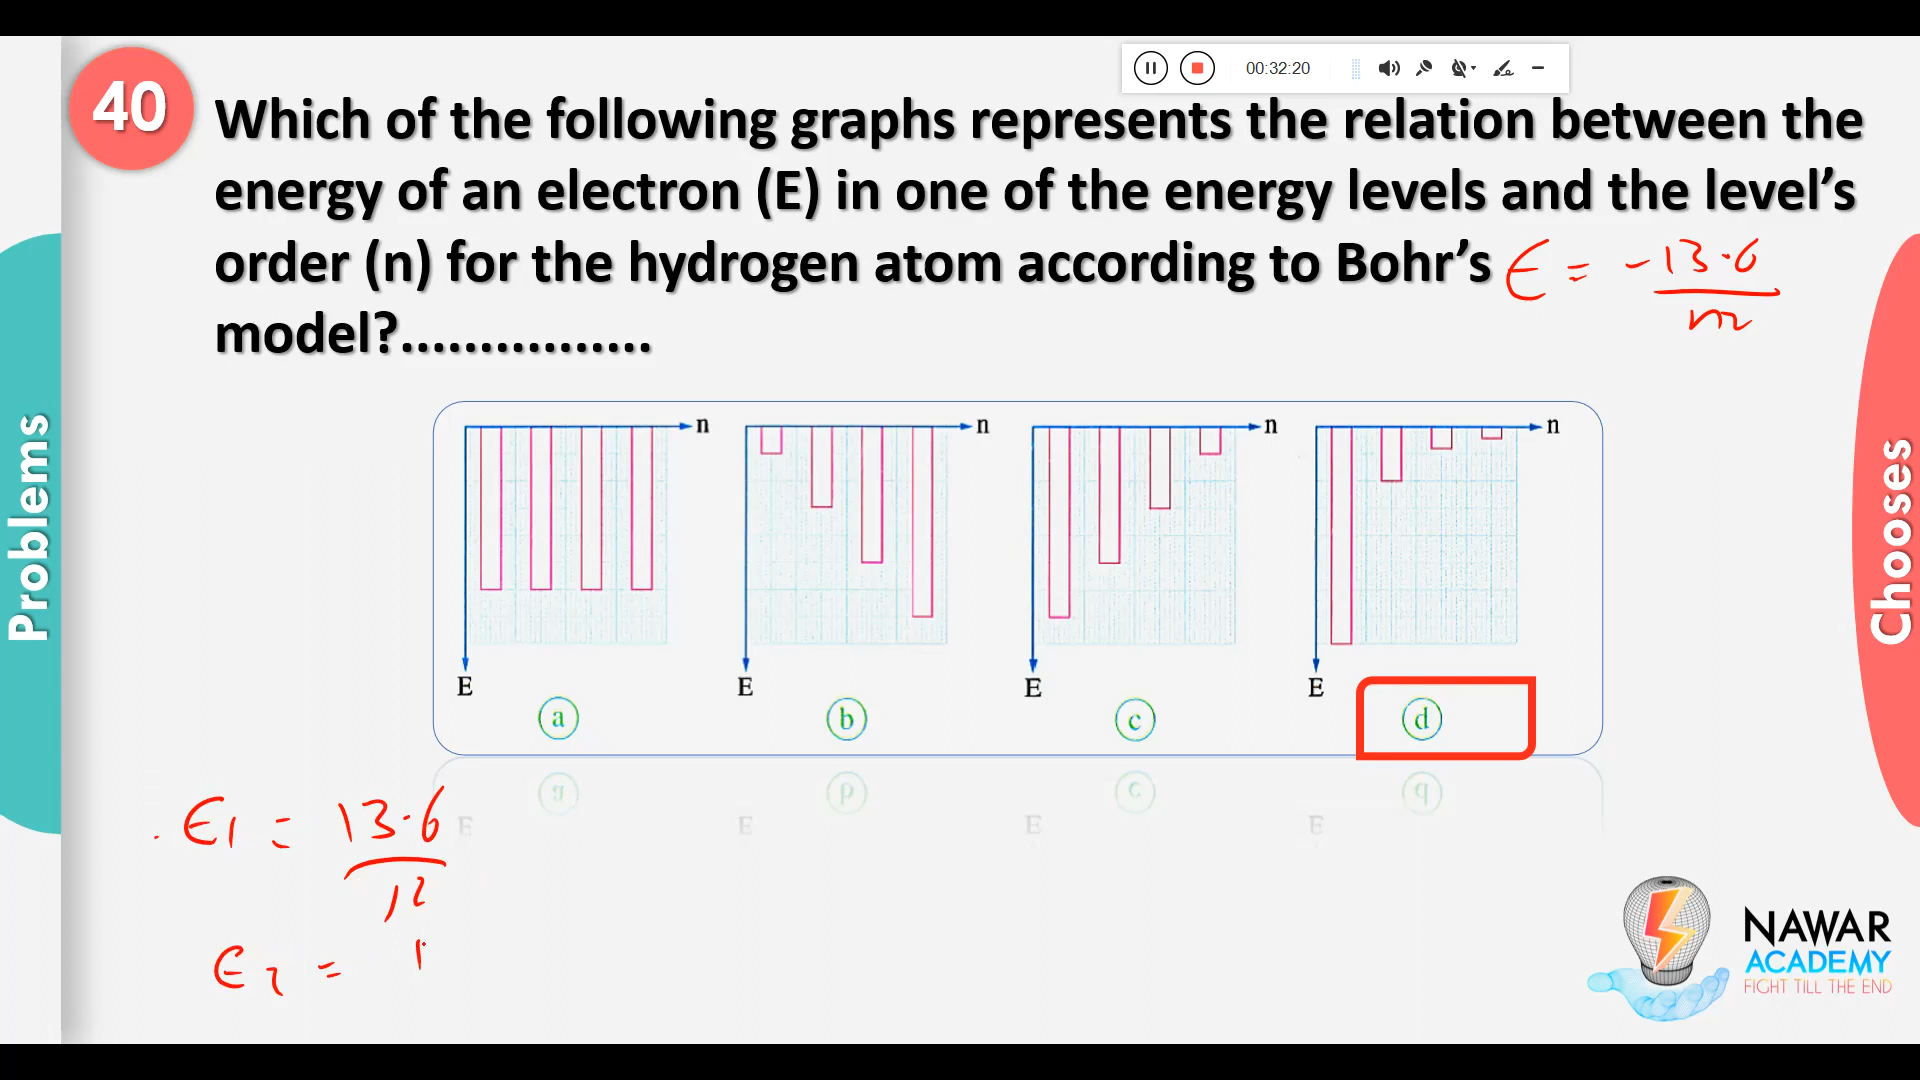 00:32:20
40
Which of the following graphs represents the relation between the
energy of an electron (E) in one of the energy levels and the level's
order (n) for the hydrogen atom according to Bohr's
model?................
E = -13.6
n2
Problems
Chooses
n
n
n
n
E
E
E
E
a
b
c
d
E1 = 13.6
1²
E2 = 1
NAWAR
ACADEMY
FIGHT TILL THE END